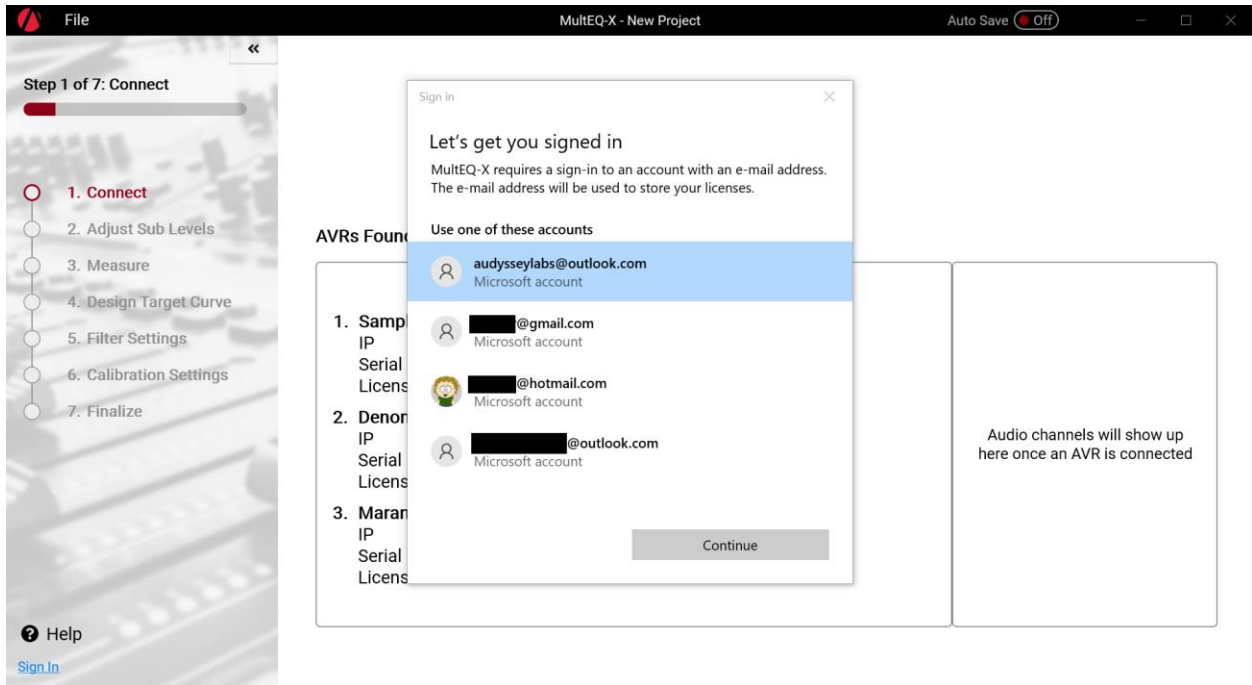 File
MultEQ-X - New Project
Auto Save Off
«
Step 1 of 7: Connect
1. Connect
2. Adjust Sub Levels
3. Measure
4. Design Target Curve
5. Filter Settings
6. Calibration Settings
7. Finalize
Help
Sign In
Sign in
Let's get you signed in
MultEQ-X requires a sign-in to an account with an e-mail address.
The e-mail address will be used to store your licenses.
Use one of these accounts
audysseylabs@outlook.com
Microsoft account
@gmail.com
Microsoft account
@hotmail.com
Microsoft account
@outlook.com
Microsoft account
Continue
AVRs Foun
1. Sampl
IP
Serial
Licens
2. Denon
IP
Serial
Licens
3. Maran
IP
Serial
Licens
Audio channels will show up
here once an AVR is connected